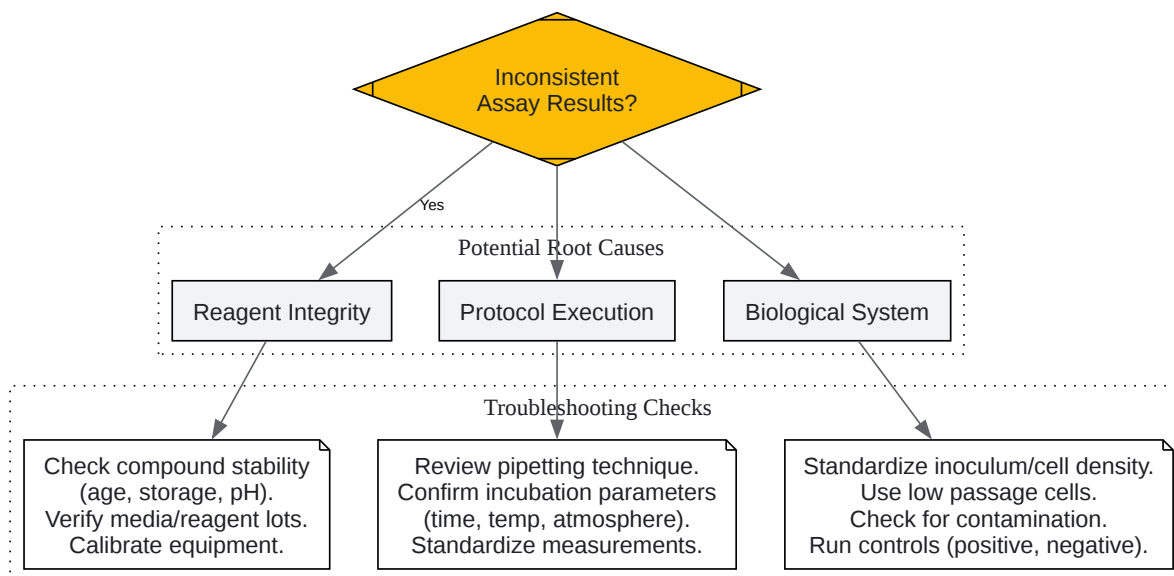 Inconsistent
Assay Results?
Yes
Potential Root Causes
Reagent Integrity
Protocol Execution
Biological System
Troubleshooting Checks
Check compound stability
(age, storage, pH).
Verify media/reagent lots.
Calibrate equipment.
Review pipetting technique.
Confirm incubation parameters
(time, temp, atmosphere).
Standardize measurements.
Standardize inoculum/cell density.
Use low passage cells.
Check for contamination.
Run controls (positive, negative).